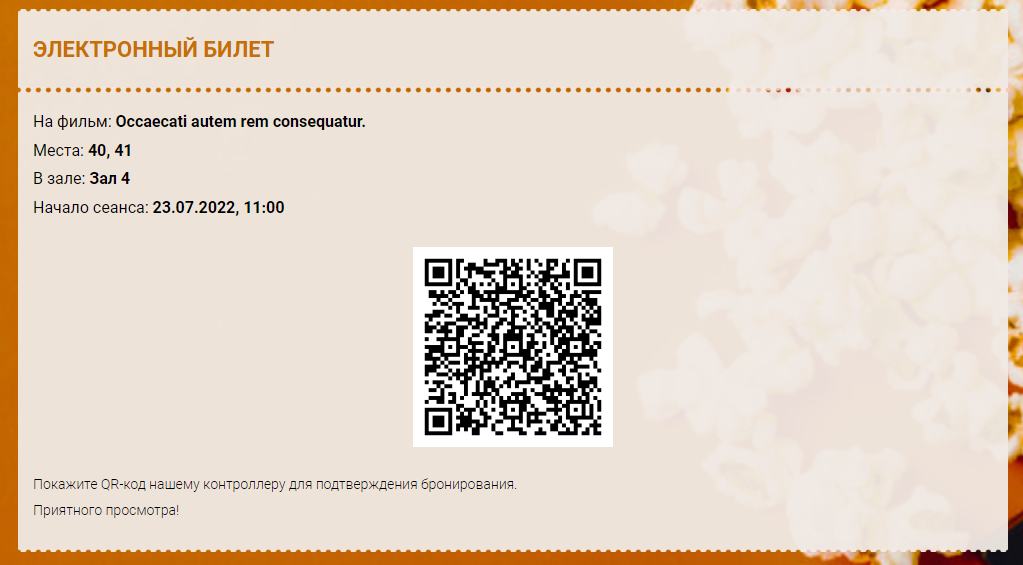 ЭЛЕКТРОННЫЙ БИЛЕТ
На фильм: Occaecati autem rem consequatur.
Места: 40, 41
В зале: Зал 4
Начало сеанса: 23.07.2022, 11:00
Покажите QR-код нашему контроллеру для подтверждения бронирования.
Приятного просмотра!